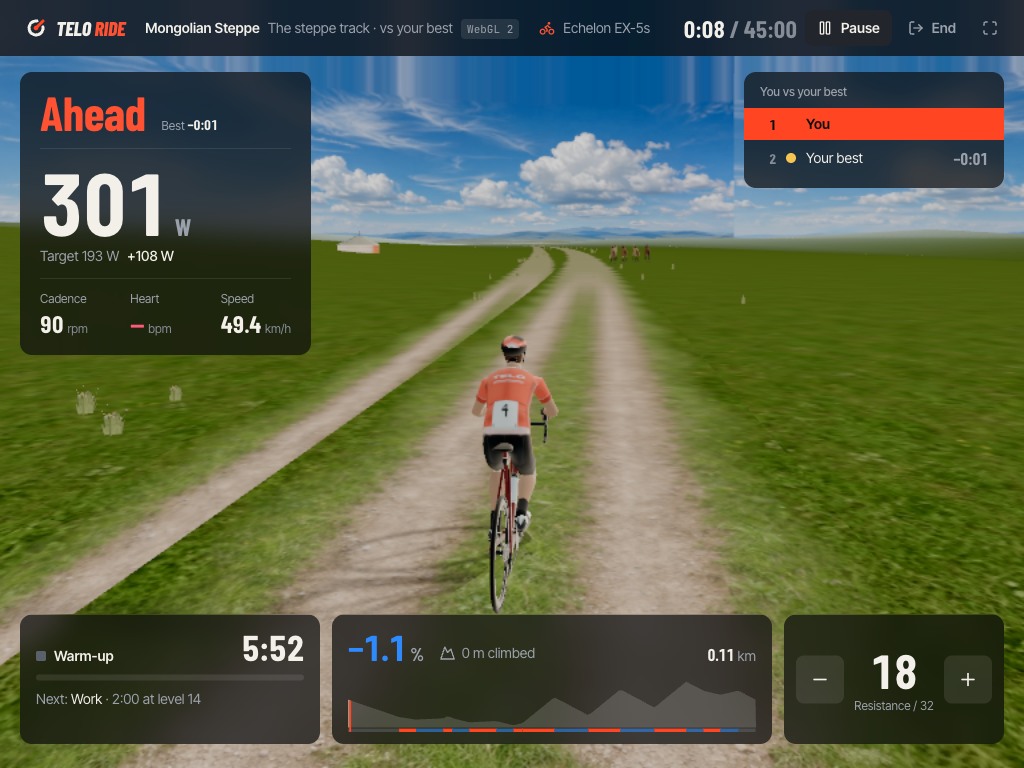 TELO RIDE Mongolian Steppe The steppe track · vs your best WebGL 2 Echelon EX-5s 0:08 / 45:00 Pause End
Ahead Best −0:01
301 W
Target 193 W +108 W
Cadence Heart Speed
90 rpm – bpm 49.4 km/h
You vs your best
1 You
2 Your best −0:01
TELO
4
Warm-up 5:52
Next: Work · 2:00 at level 14
−1.1 % 0 m climbed 0.11 km
− 18 +
Resistance / 32